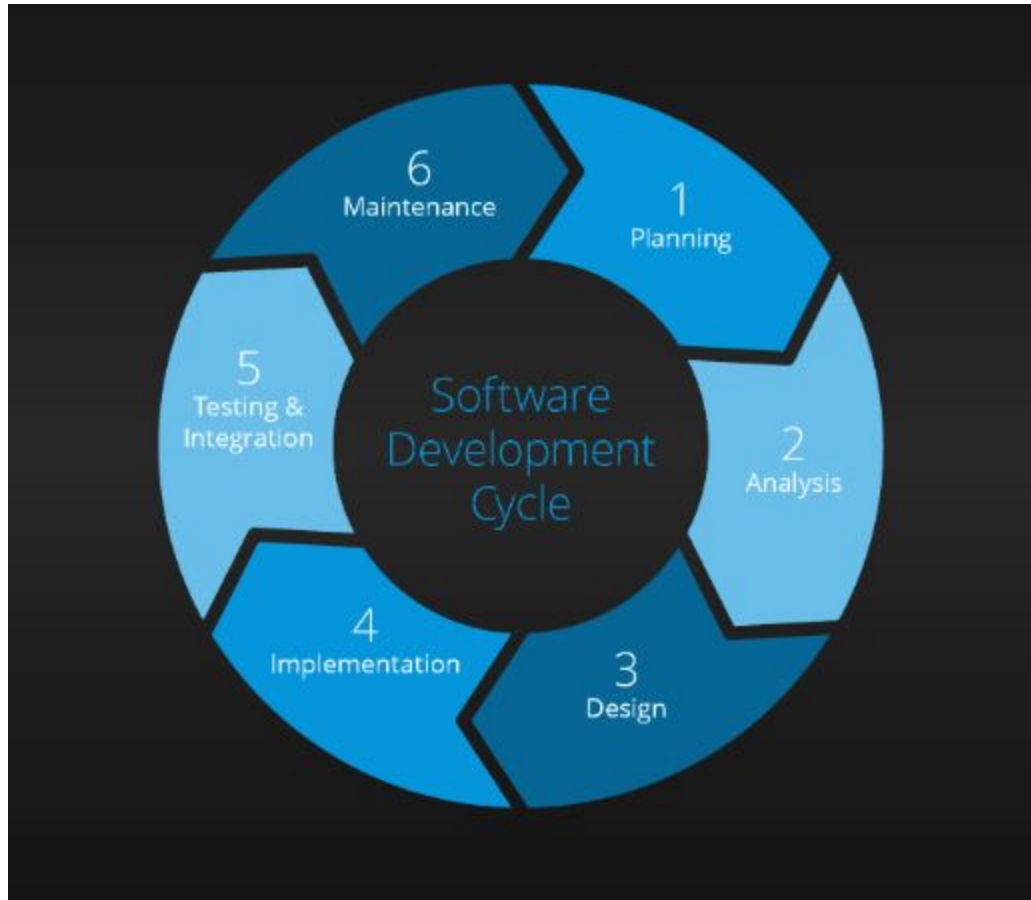 1
Planning
2
Analysis
3
Design
4
Implementation
5
Testing &
Integration
6
Maintenance
Software
Development
Cycle